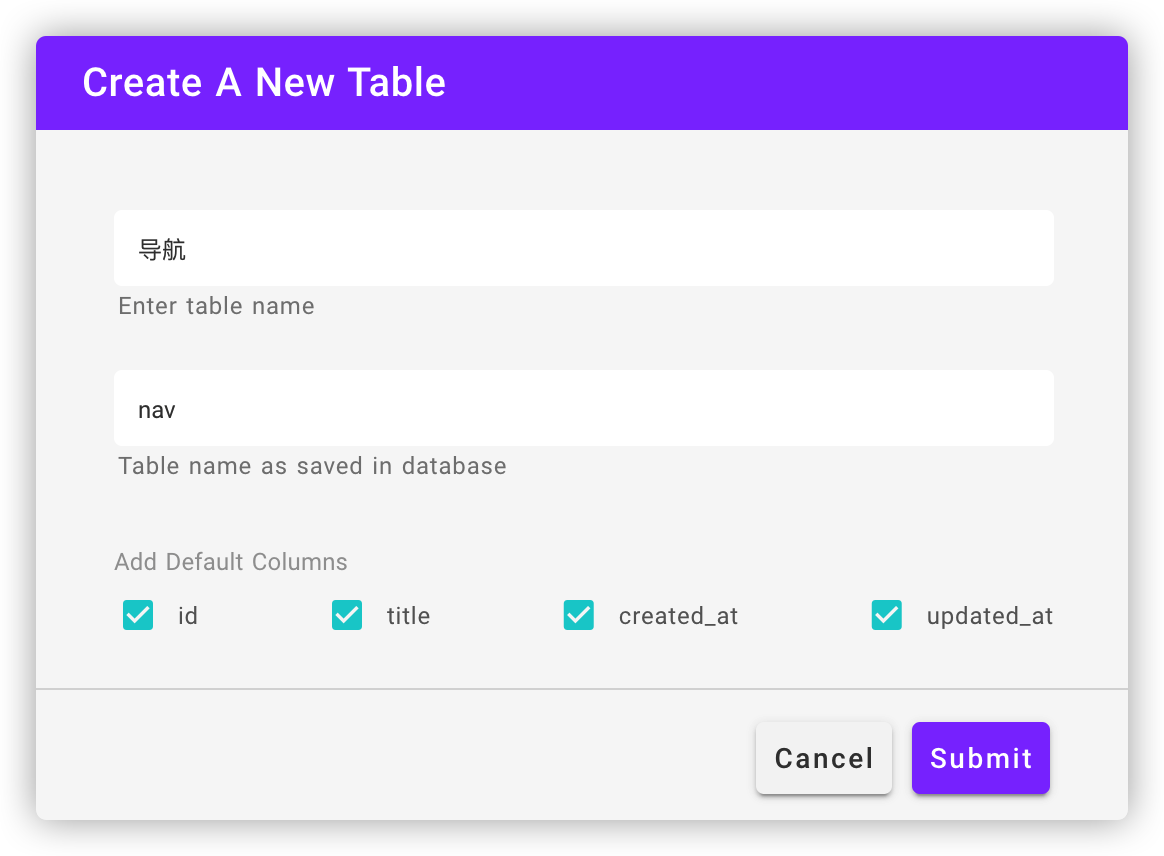 Create A New Table
导航
Enter table name
nav
Table name as saved in database
Add Default Columns
id title created_at updated_at
Cancel Submit